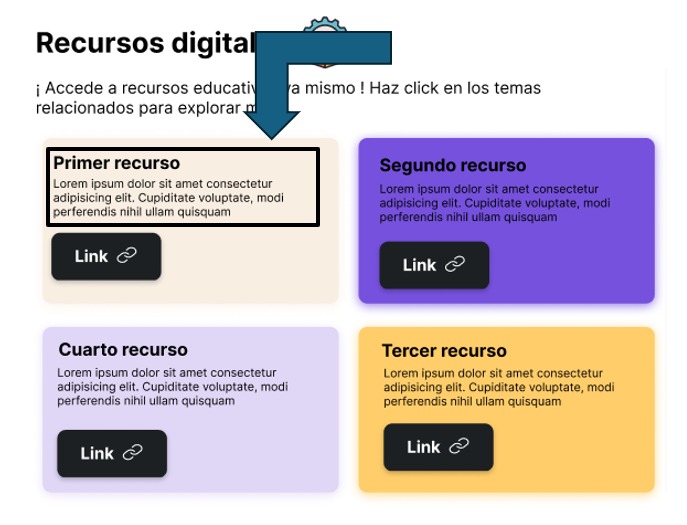 Recursos digital
¡ Accede a recursos ya mismo ! Haz click en los temas
relacionados para explorar
Primer recurso
Lorem ipsum dolor sit amet consectetur
adipisicing elit. Cupiditate voluptate, modi
perferendis nihil ullam quisquam
Link
Segundo recurso
Lorem ipsum dolor sit amet consectetur
adipisicing elit. Cupiditate voluptate, modi
perferendis nihil ullam quisquam
Link
Cuarto recurso
Lorem ipsum dolor sit amet consectetur
adipisicing elit. Cupiditate voluptate, modi
perferendis nihil ullam quisquam
Link
Tercer recurso
Lorem ipsum dolor sit amet consectetur
adipisicing elit. Cupiditate voluptate, modi
perferendis nihil ullam quisquam
Link